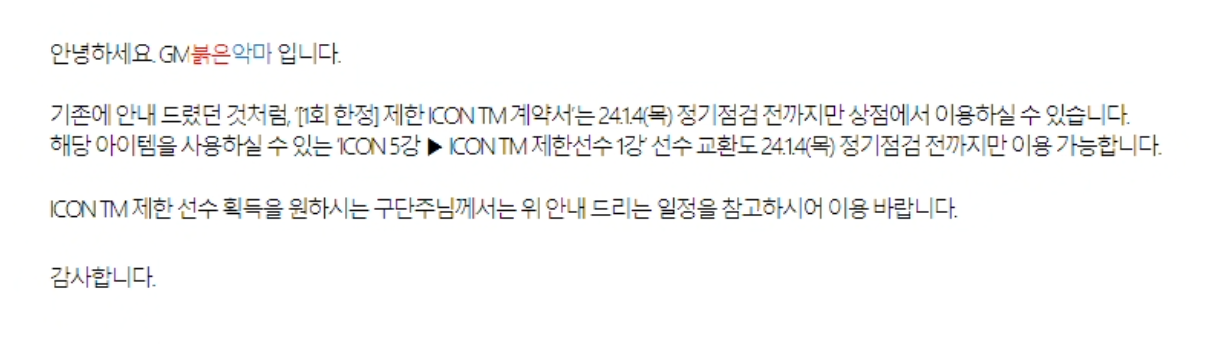 안녕하세요. GM붉은악마 입니다.
기존에 안내 드렸던 것처럼, '[1회 한정] 제한 ICON TM 계약서'는 24.1.4(목) 정기점검 전까지만 상점에서 이용하실 수 있습니다.
해당 아이템을 사용하실 수 있는 'ICON 5강 ▶ ICON TM 제한선수 1강' 선수 교환도 24.1.4(목) 정기점검 전까지만 이용 가능합니다.
ICON TM 제한 선수 획득을 원하시는 구단주님께서는 위 안내 드리는 일정을 참고하시어 이용 바랍니다.
감사합니다.